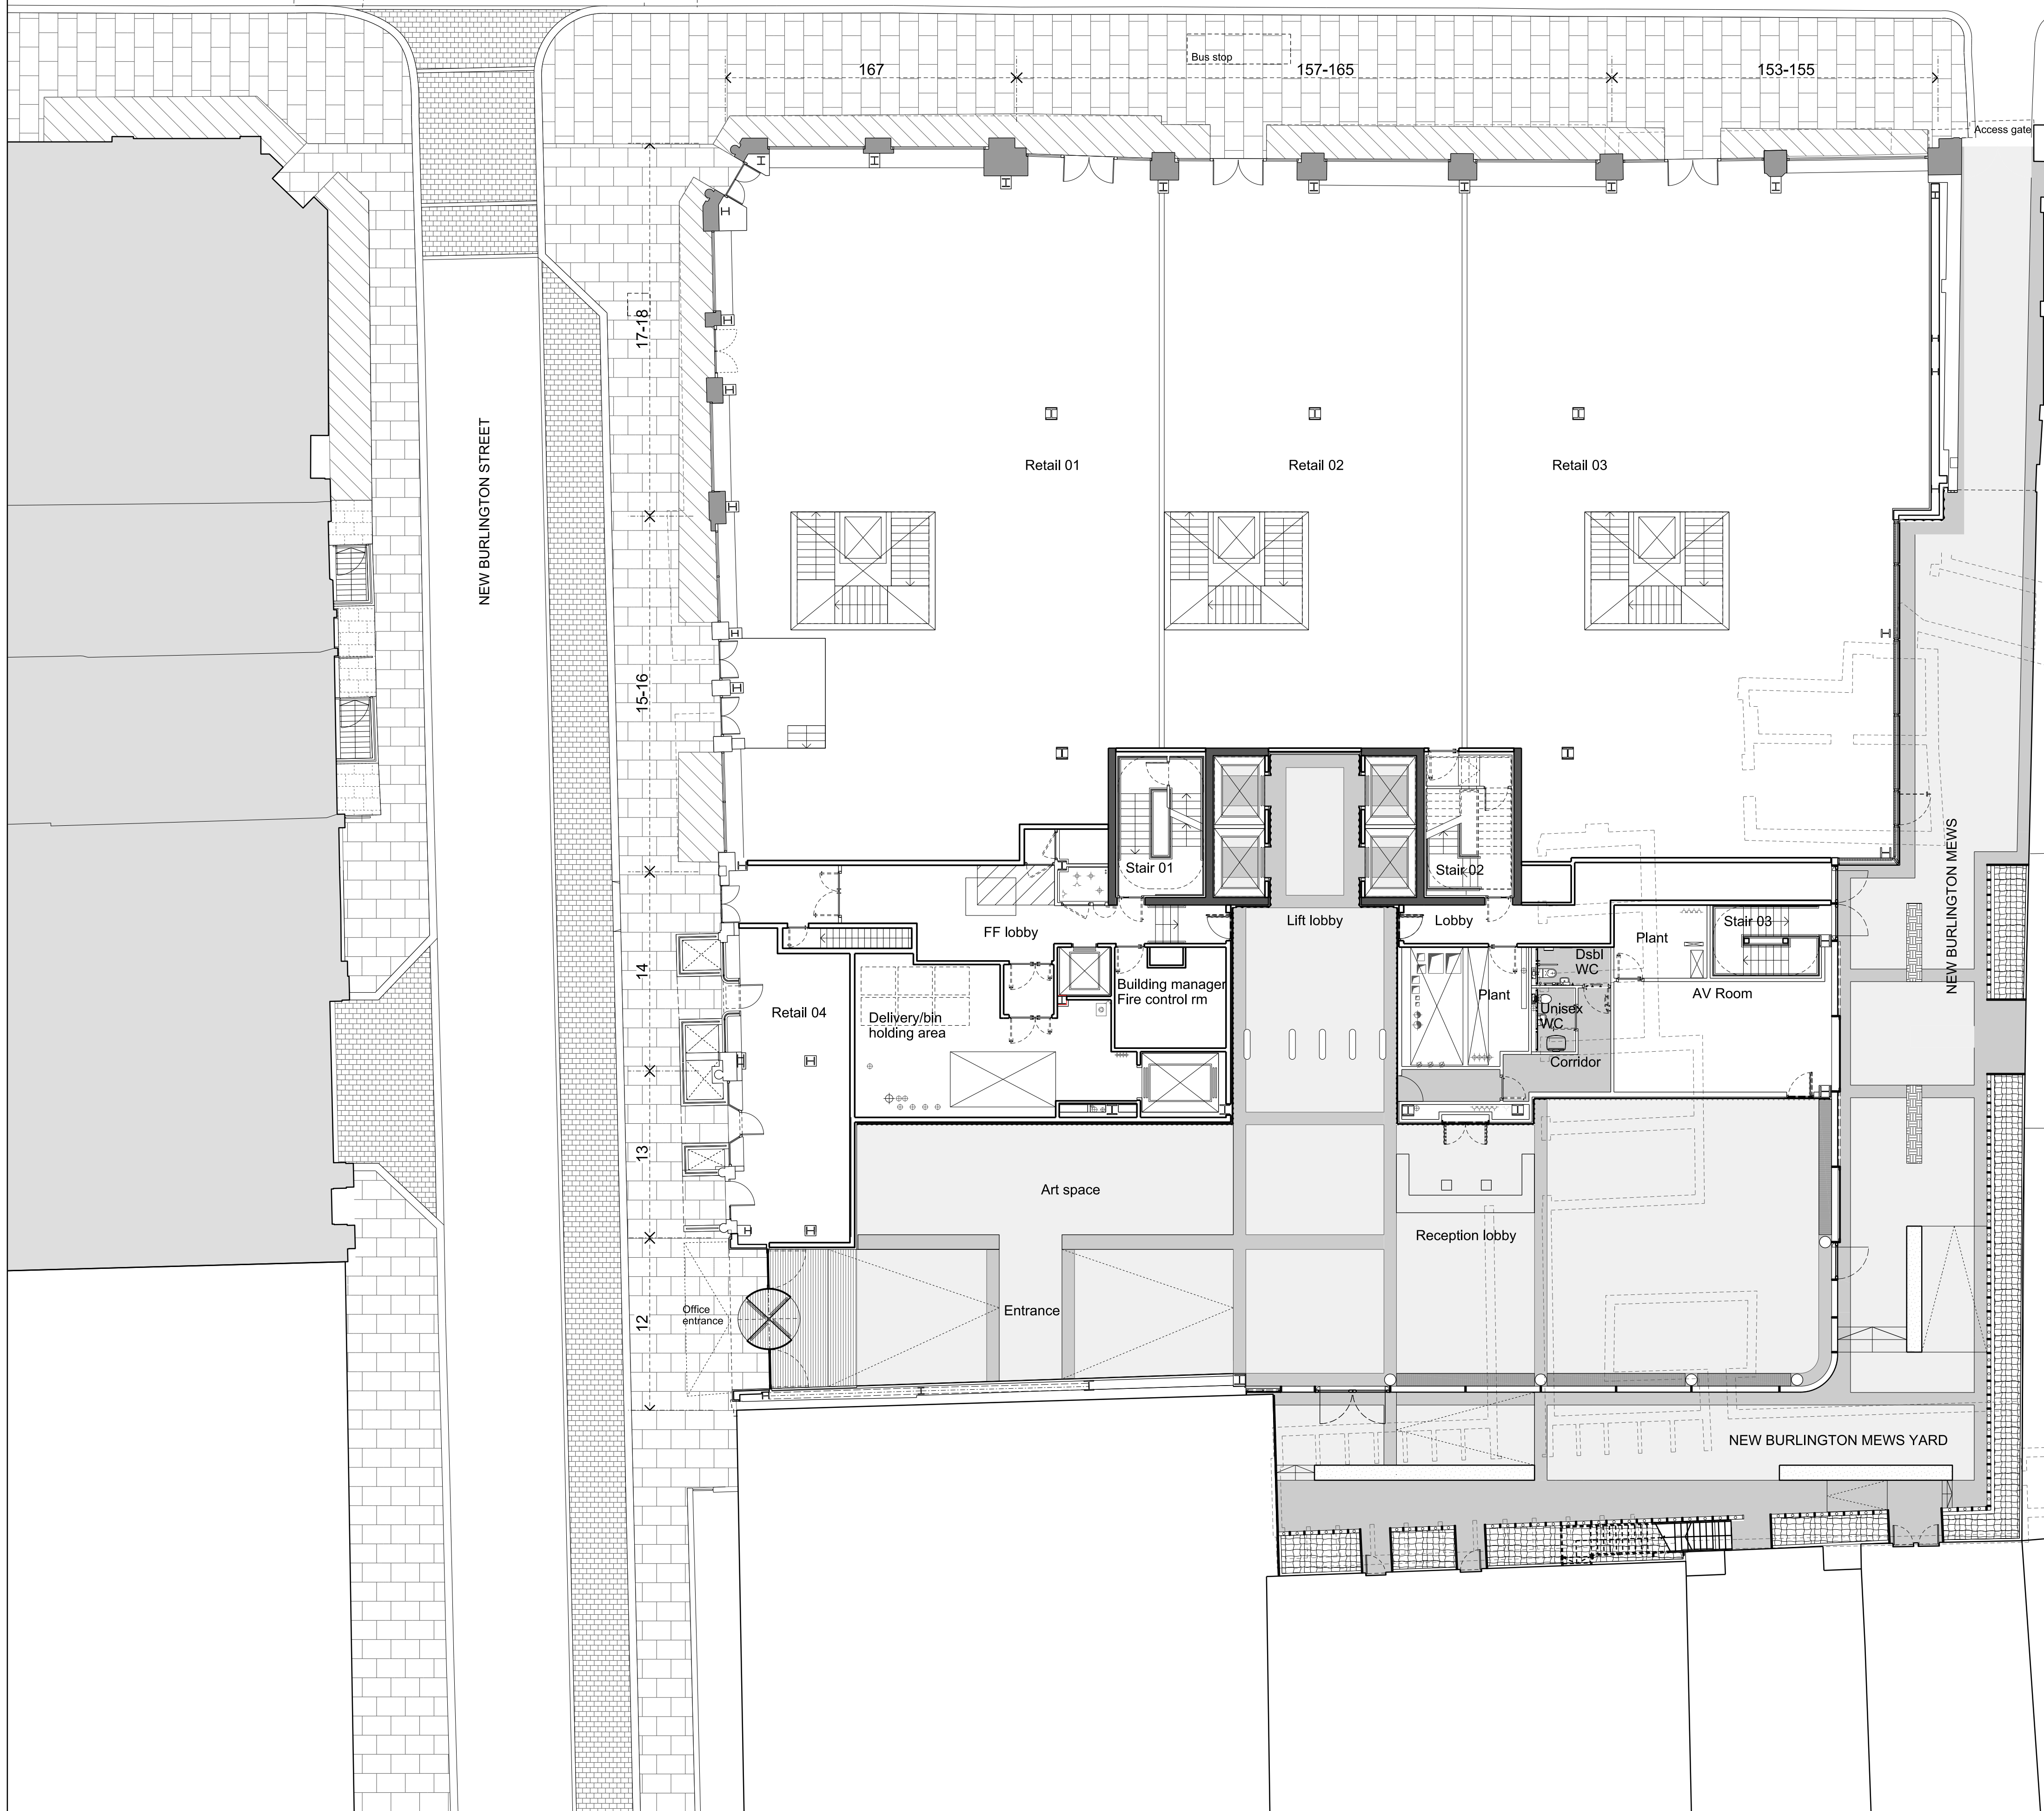 167
Bus stop
157-165
153-155
Access gate
17-18
NEW BURLINGTON STREET
Retail 01
Retail 02
Retail 03
15-16
NEW BURLINGTON MEWS
Stair 01
Stair 02
FF lobby
Lift lobby
Lobby
Stair 03
Plant
Dsbl
WC
14
Building manager
Fire control rm
Plant
AV Room
Retail 04
Delivery/bin
holding area
Unisex
WC
Corridor
13
Art space
Reception lobby
12
Office
entrance
Entrance
NEW BURLINGTON MEWS YARD